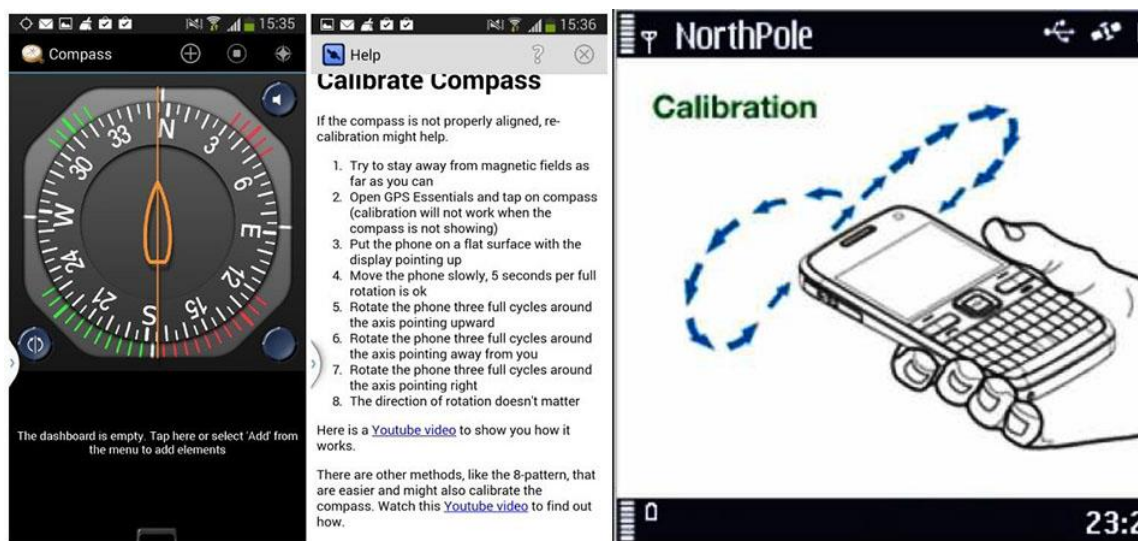 15:35
Compass
N
3
6
E
12
15
S
21
24
W
30
33
The dashboard is empty. Tap here or select 'Add' from
the menu to add elements
15:36
Help
?
Calibrate Compass
If the compass is not properly aligned, re-
calibration might help.
1. Try to stay away from magnetic fields as
far as you can
2. Open GPS Essentials and tap on compass
(calibration will not work when the
compass is not showing)
3. Put the phone on a flat surface with the
display pointing up
4. Move the phone slowly, 5 seconds per full
rotation is ok
5. Rotate the phone three full cycles around
the axis pointing upward
6. Rotate the phone three full cycles around
the axis pointing away from you
7. Rotate the phone three full cycles around
the axis pointing right
8. The direction of rotation doesn't matter
Here is a Youtube video to show you how it
works.
There are other methods, like the 8-pattern, that
are easier and might also calibrate the
compass. Watch this Youtube video to find out
how.
NorthPole
Calibration